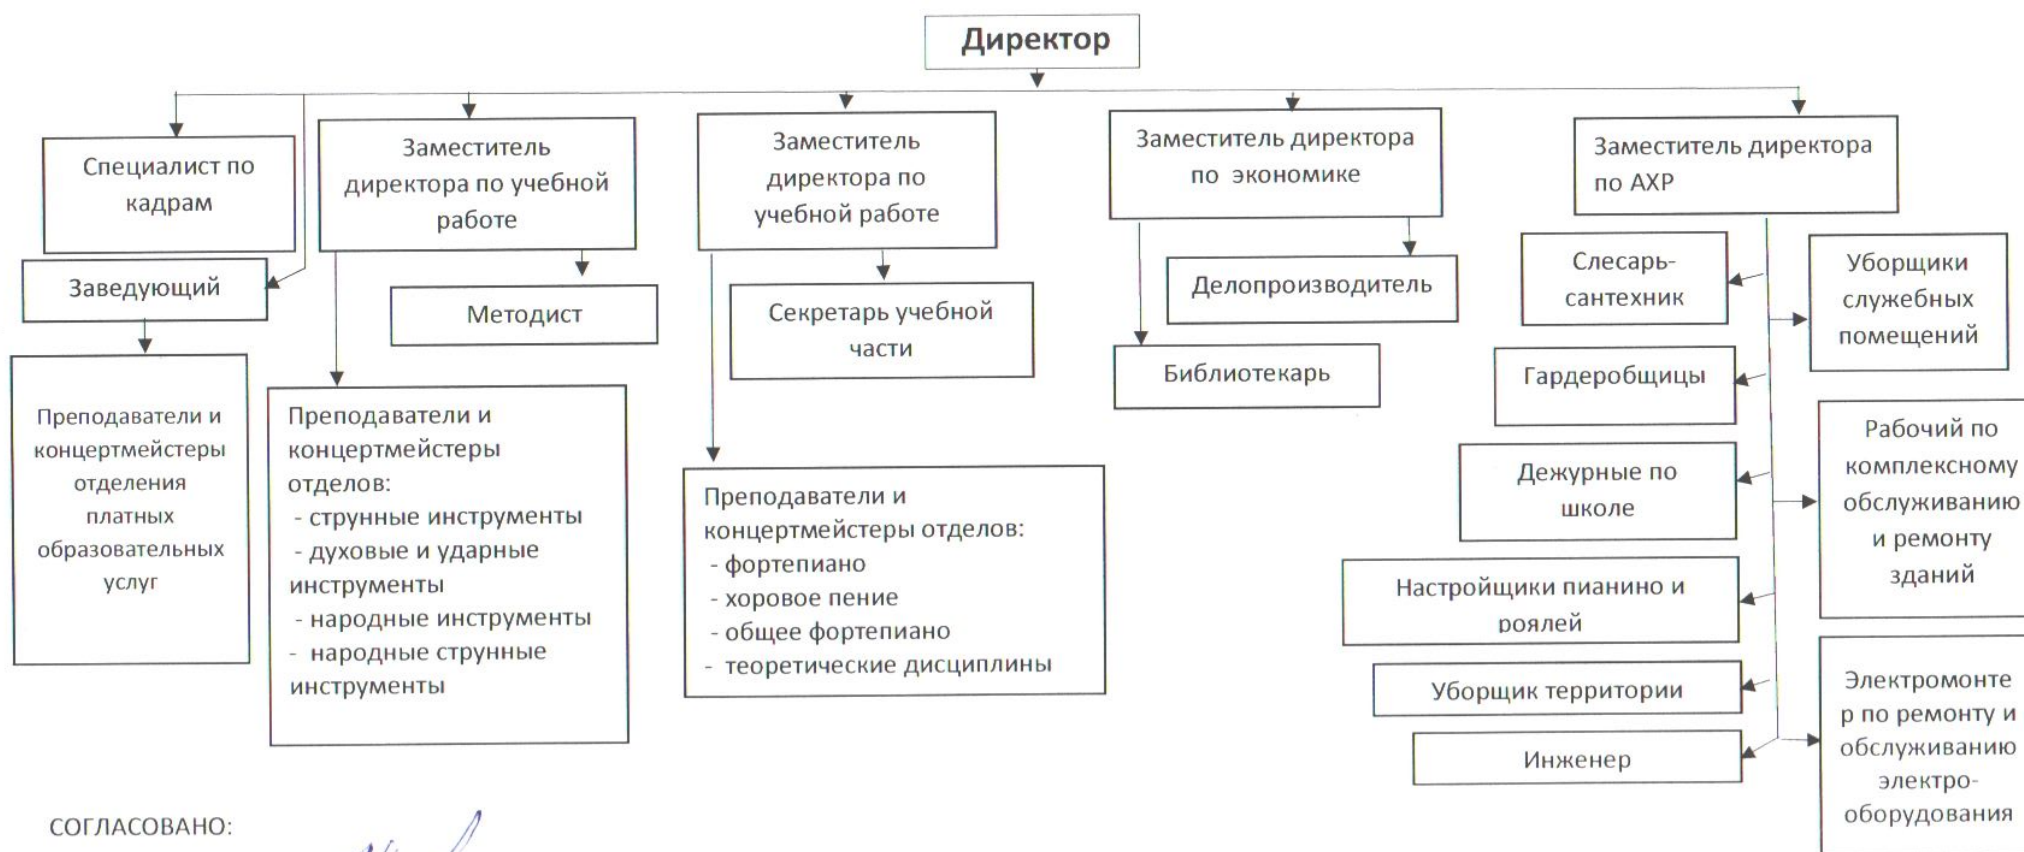 Директор
Специалист по
кадрам
Заведующий
Преподаватели и
концертмейстеры
отделения
платных
образовательных
услуг
Заместитель
директора по учебной
работе
Методист
Преподаватели и
концертмейстеры
отделов:
- струнные инструменты
- духовые и ударные
инструменты
- народные инструменты
- народные струнные
инструменты
Заместитель
директора по
учебной работе
Секретарь учебной
части
Преподаватели и
концертмейстеры отделов:
- фортепиано
- хоровое пение
- общее фортепиано
- теоретические дисциплины
Заместитель директора
по экономике
Делопроизводитель
Библиотекарь
Заместитель директора
по АХР
Слесарь-
сантехник
Гардеробщицы
Дежурные по
школе
Настройщики пианино и
роялей
Уборщик территории
Инженер
Уборщики
служебных
помещений
Рабочий по
комплексному
обслуживанию
и ремонту
зданий
Электромонте
р по ремонту и
обслуживанию
электро-
оборудования
СОГЛАСОВАНО: